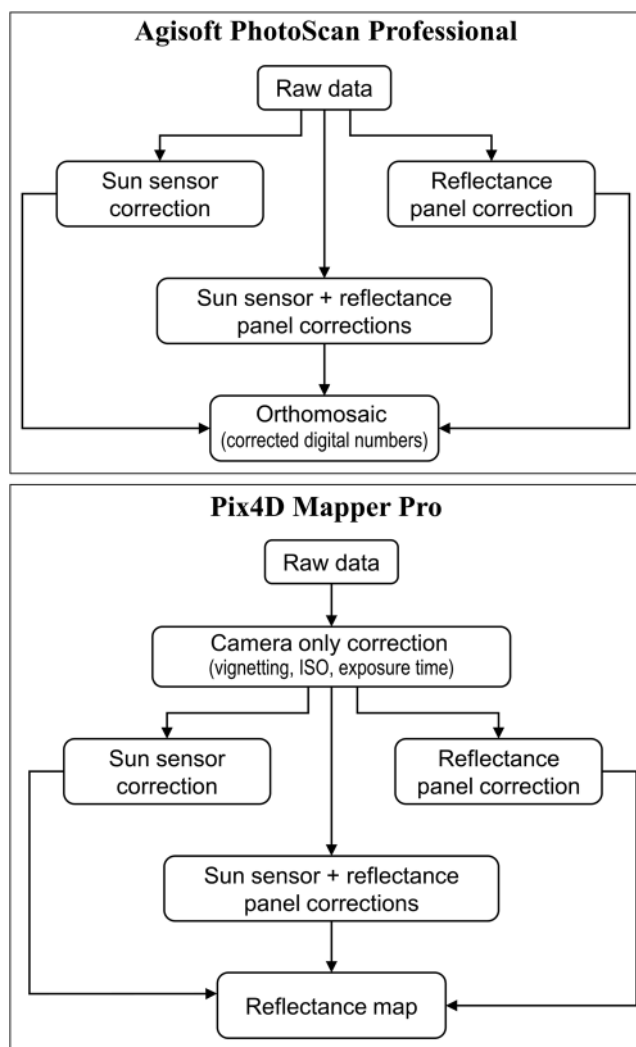 Agisoft PhotoScan Professional
Raw data
Sun sensor
correction
Reflectance
panel correction
Sun sensor + reflectance
panel corrections
Orthomosaic
(corrected digital numbers)
Pix4D Mapper Pro
Raw data
Camera only correction
(vignetting, ISO, exposure time)
Sun sensor
correction
Reflectance
panel correction
Sun sensor + reflectance
panel corrections
Reflectance map